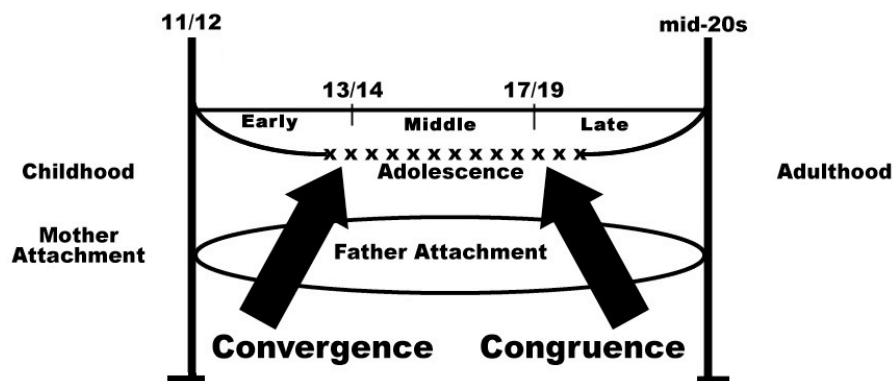 11/12
mid-20s
13/14
17/19
Early
Middle
Late
x x x x x x x x x x x x x
Childhood
Adolescence
Adulthood
Mother
Attachment
Father Attachment
Convergence
Congruence